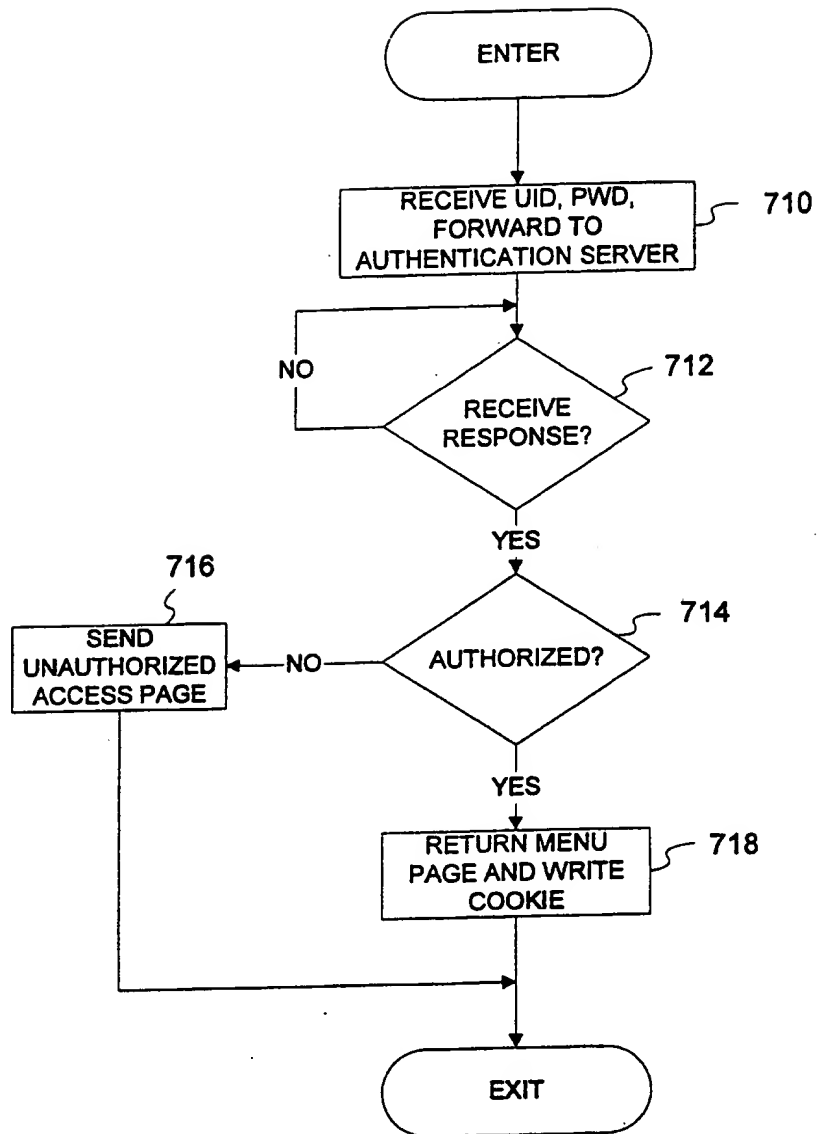 ENTER
RECEIVE UID, PWD,
FORWARD TO
AUTHENTICATION SERVER
710
NO
712
RECEIVE
RESPONSE?
YES
716
714
SEND
UNAUTHORIZED
ACCESS PAGE
NO
AUTHORIZED?
YES
RETURN MENU
PAGE AND WRITE
COOKIE
718
EXIT